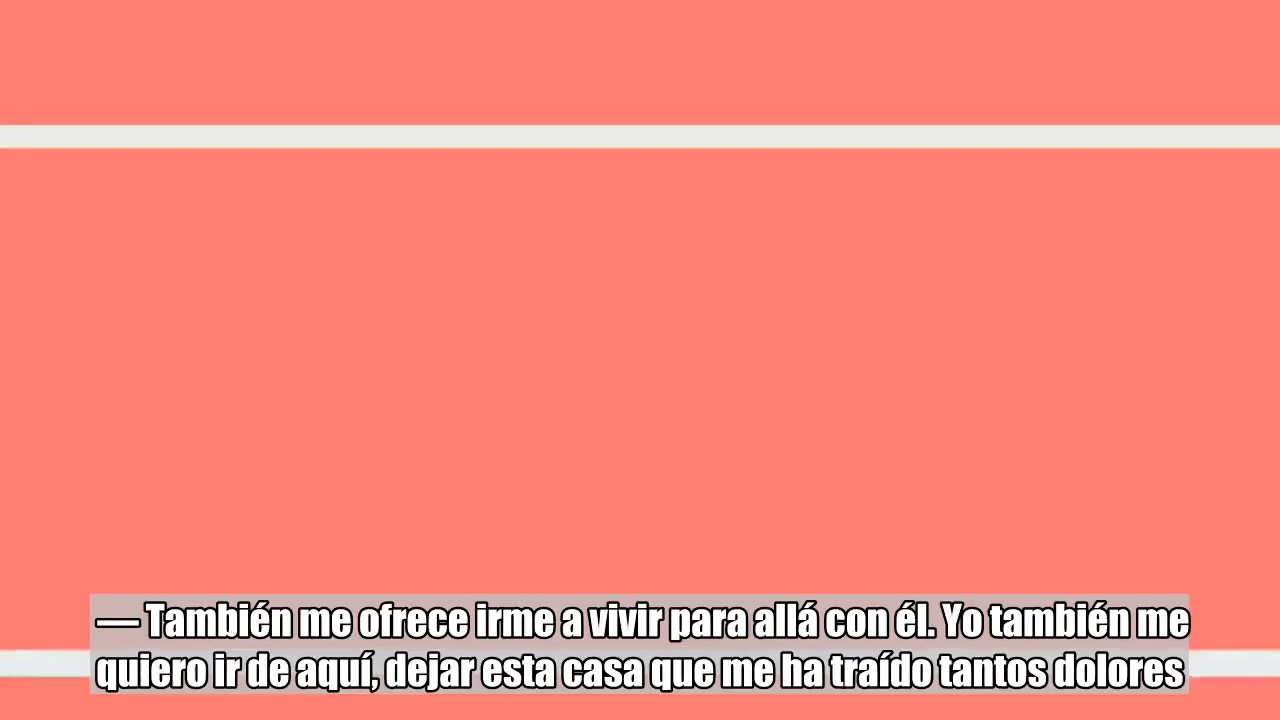 — También me ofrece irme a vivir para allá con él. Yo también me
quiero ir de aquí, dejar esta casa que me ha traído tantos dolores